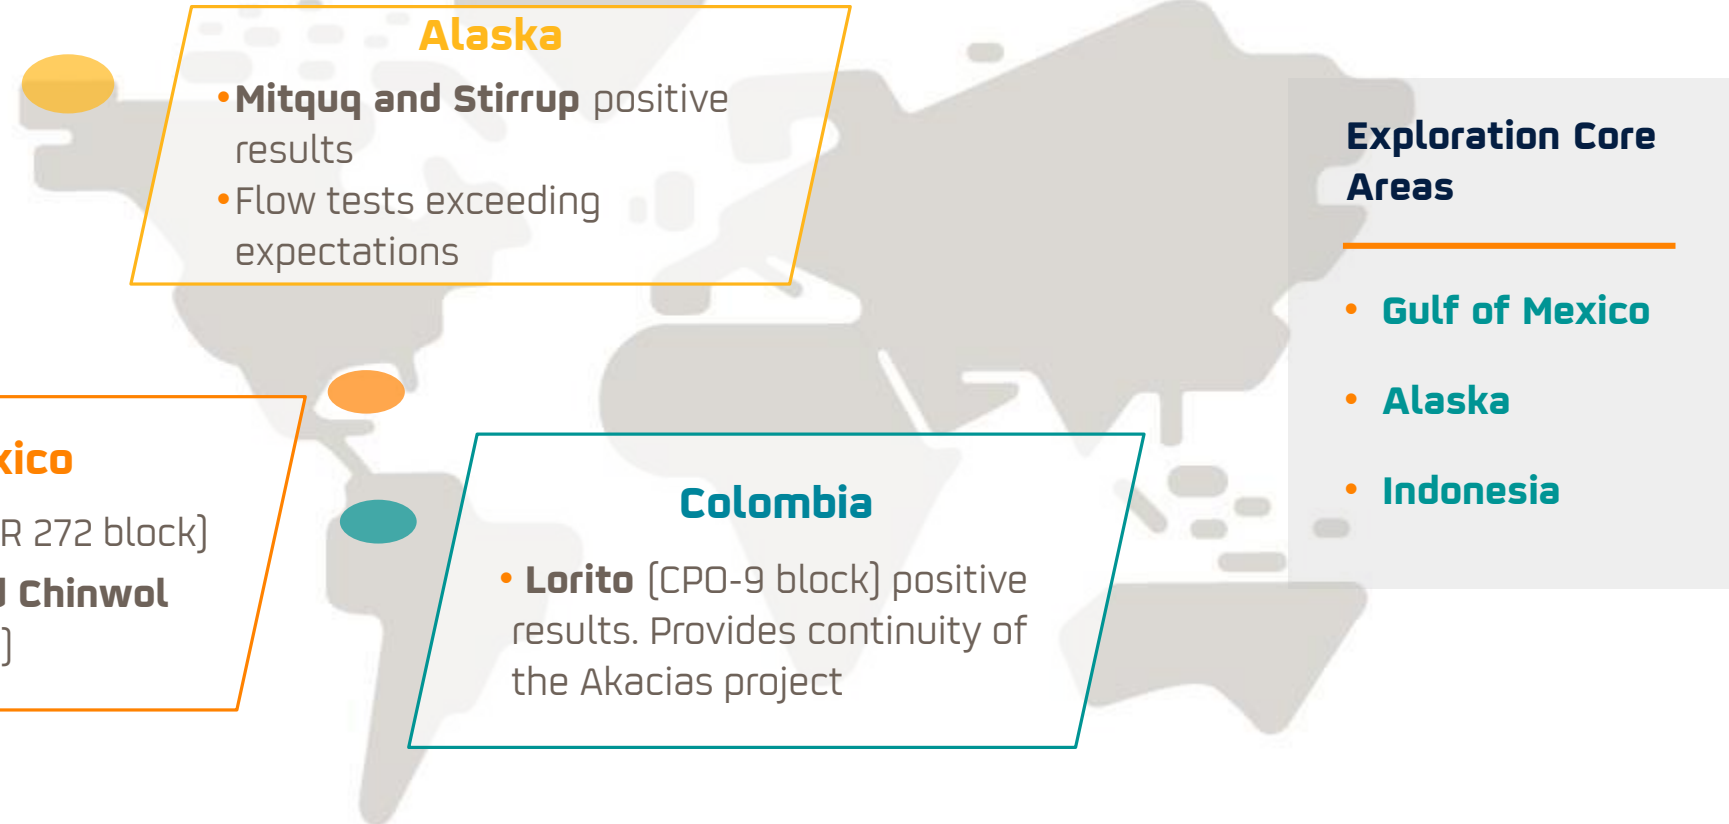 Alaska
•Mitquq and Stirrup positive
results
•Flow tests exceeding
expectations
Exploration Core
Areas
• Gulf of Mexico
• Alaska
• Indonesia
272 block)
Chinwol
)
Colombia
• Lorito (CPO-9 block) positive
results. Provides continuity of
the Akacias project